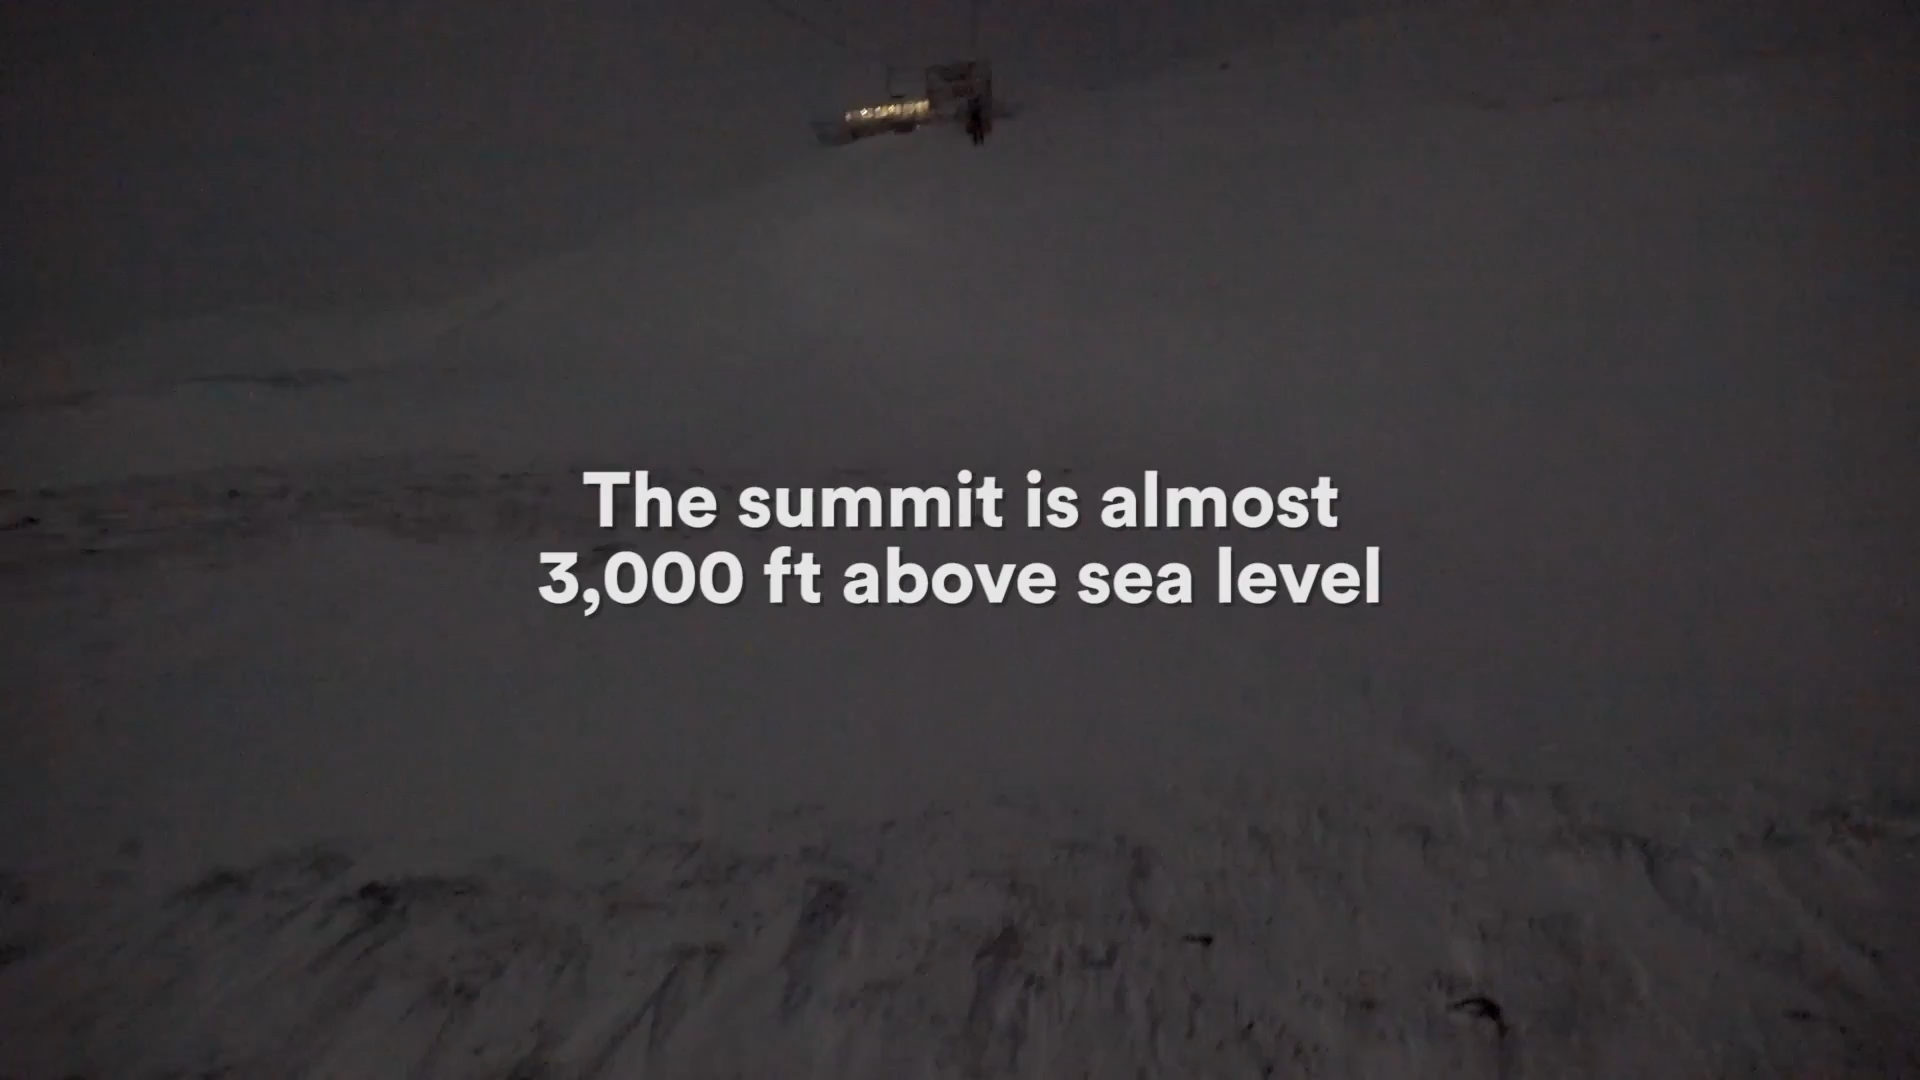 The summit is almost
3,000 ft above sea level